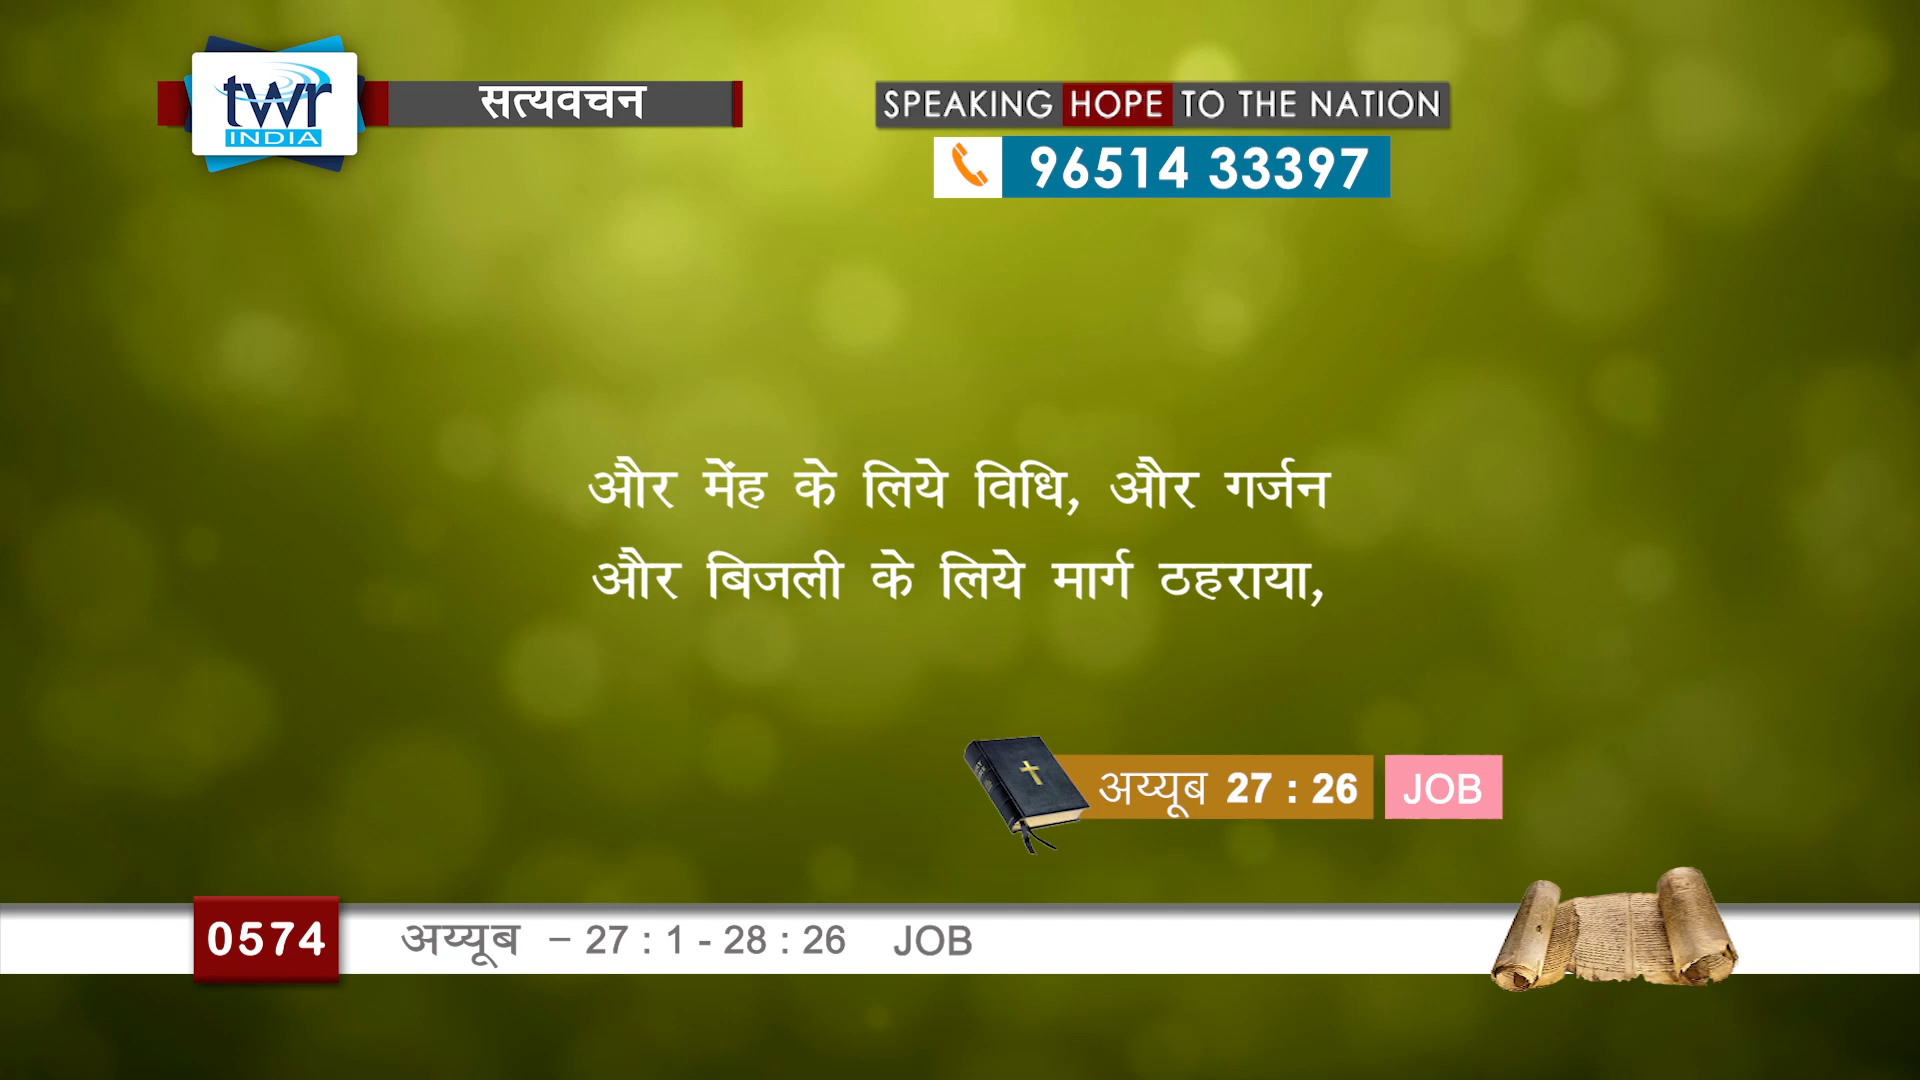 twr
INDIA
सत्यवचन
SPEAKING HOPE TO THE NATION
96514 33397
और मेंह के लिये विधि, और गर्जन
और बिजली के लिये मार्ग ठहराया,
अय्यूब 27 : 26
JOB
0574
अय्यूब – 27 : 1 - 28 : 26 JOB